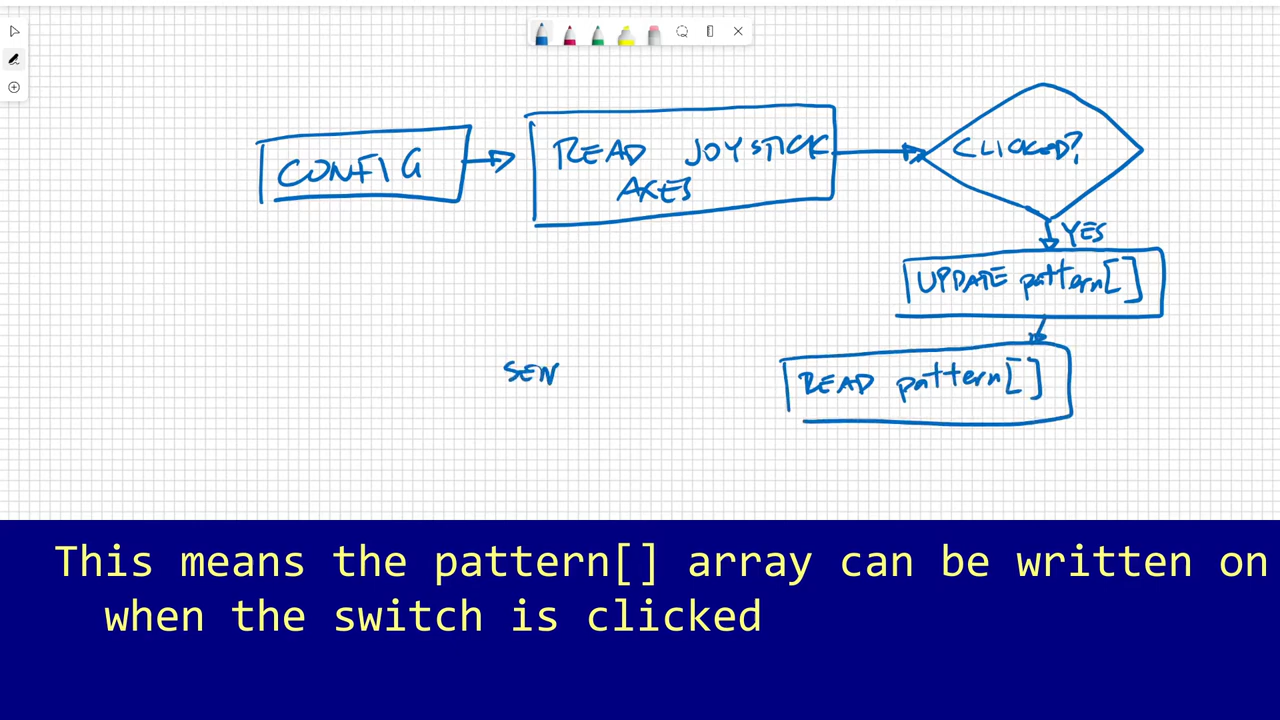 CONFIG
READ JOYSTICK
AXES
CLICKED?
YES
UPDATE pattern[]
READ pattern[]
SEN
This means the pattern[] array can be written on
when the switch is clicked